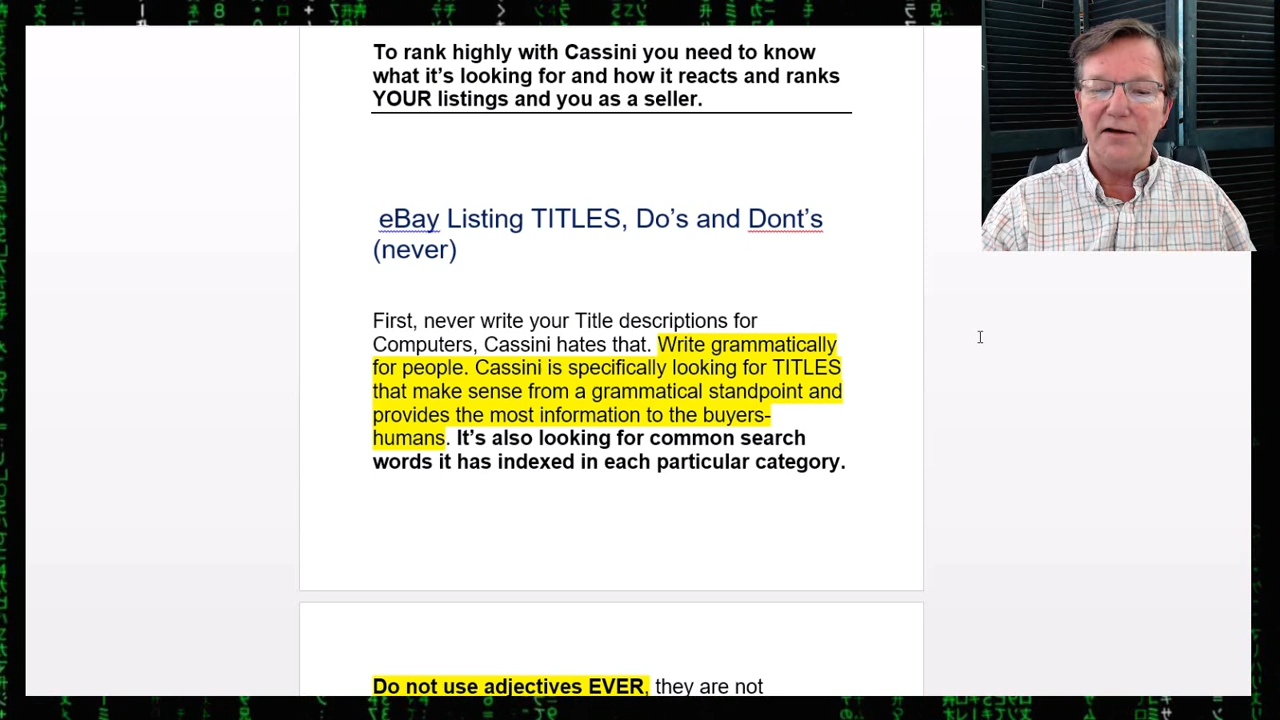 To rank highly with Cassini you need to know
what it’s looking for and how it reacts and ranks
YOUR listings and you as a seller.
eBay Listing TITLES, Do’s and Dont’s
(never)
First, never write your Title descriptions for
Computers, Cassini hates that. Write grammatically
for people. Cassini is specifically looking for TITLES
that make sense from a grammatical standpoint and
provides the most information to the buyers-
humans. It’s also looking for common search
words it has indexed in each particular category.
Do not use adjectives EVER, they are not